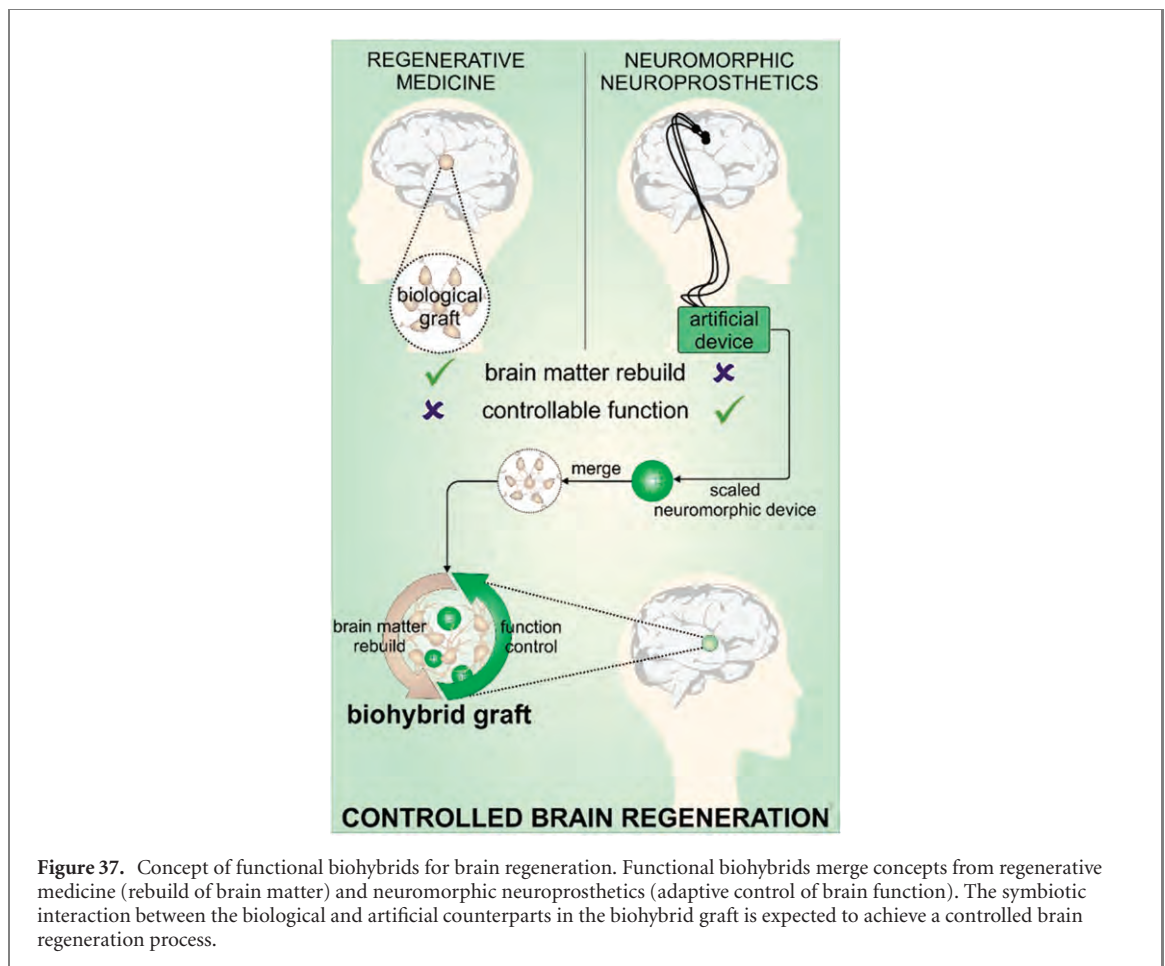 REGENERATIVE
MEDICINE
NEUROMORPHIC
NEUROPROSTHETICS
biological
graft
artificial
device
brain matter rebuild
controllable function
merge
scaled
neuromorphic device
brain matter
rebuild
function
control
biohybrid graft
CONTROLLED BRAIN REGENERATION
Figure 37. Concept of functional biohybrids for brain regeneration. Functional biohybrids merge concepts from regenerative
medicine (rebuild of brain matter) and neuromorphic neuroprosthetics (adaptive control of brain function). The symbiotic
interaction between the biological and artificial counterparts in the biohybrid graft is expected to achieve a controlled brain
regeneration process.